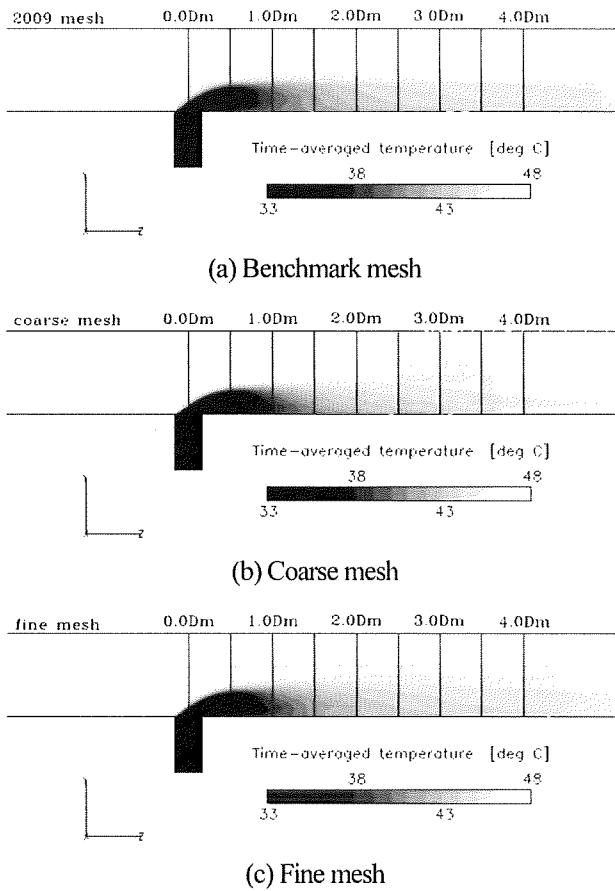 2009 mesh 0.0Dm 1.0Dm 2.0Dm 3.0Dm 4.0Dm
Time-averaged temperature [deg C]
38 48
33 43
z
(a) Benchmark mesh
coarse mesh 0.0Dm 1.0Dm 2.0Dm 3.0Dm 4.0Dm
Time-averaged temperature [deg C]
38 48
33 43
z
(b) Coarse mesh
fine mesh 0.0Dm 1.0Dm 2.0Dm 3.0Dm 4.0Dm
Time-averaged temperature [deg C]
38 48
33 43
z
(c) Fine mesh